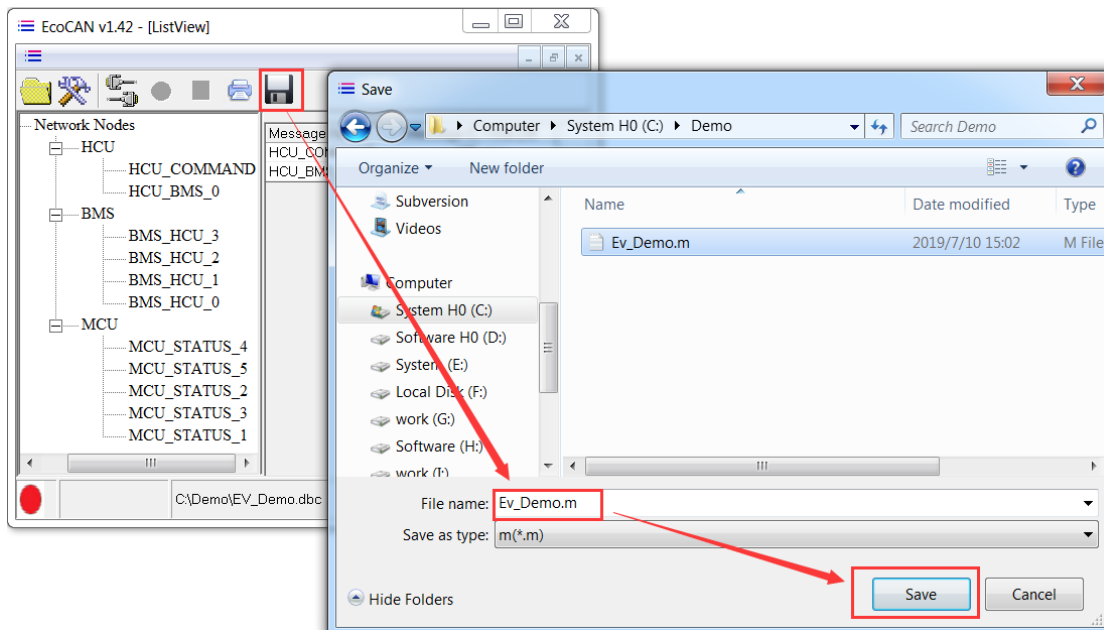 EcoCAN v1.42 - [ListView]
Network Nodes
HCU
HCU_COMMAND
HCU_BMS_0
BMS
BMS_HCU_3
BMS_HCU_2
BMS_HCU_1
BMS_HCU_0
MCU
MCU_STATUS_4
MCU_STATUS_5
MCU_STATUS_2
MCU_STATUS_3
MCU_STATUS_1
Message
C:\Demo\EV_Demo.dbc
Save
Computer System H0 (C:) Demo
Search Demo
Organize New folder
Subversion
Videos
Computer
System H0 (C:)
Software H0 (D:)
System (E:)
Local Disk (F:)
work (G:)
Software (H:)
work (I:)
Name Date modified Type
Ev_Demo.m 2019/7/10 15:02 M File
File name: Ev_Demo.m
Save as type: m(*.m)
Hide Folders
Save Cancel